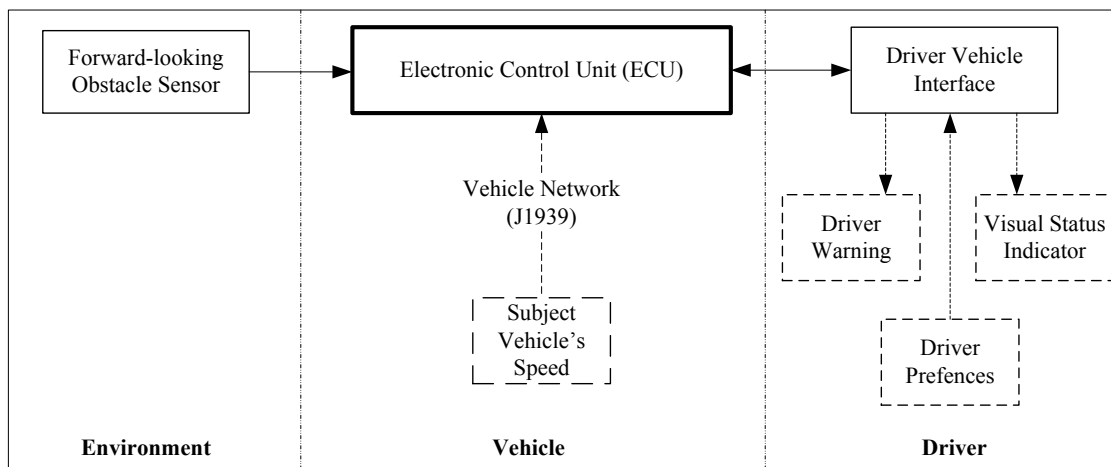 Forward-looking
Obstacle Sensor
Electronic Control Unit (ECU)
Driver Vehicle
Interface
Vehicle Network
(J1939)
Driver
Warning
Visual Status
Indicator
Subject
Vehicle's
Speed
Driver
Prefences
Environment
Vehicle
Driver